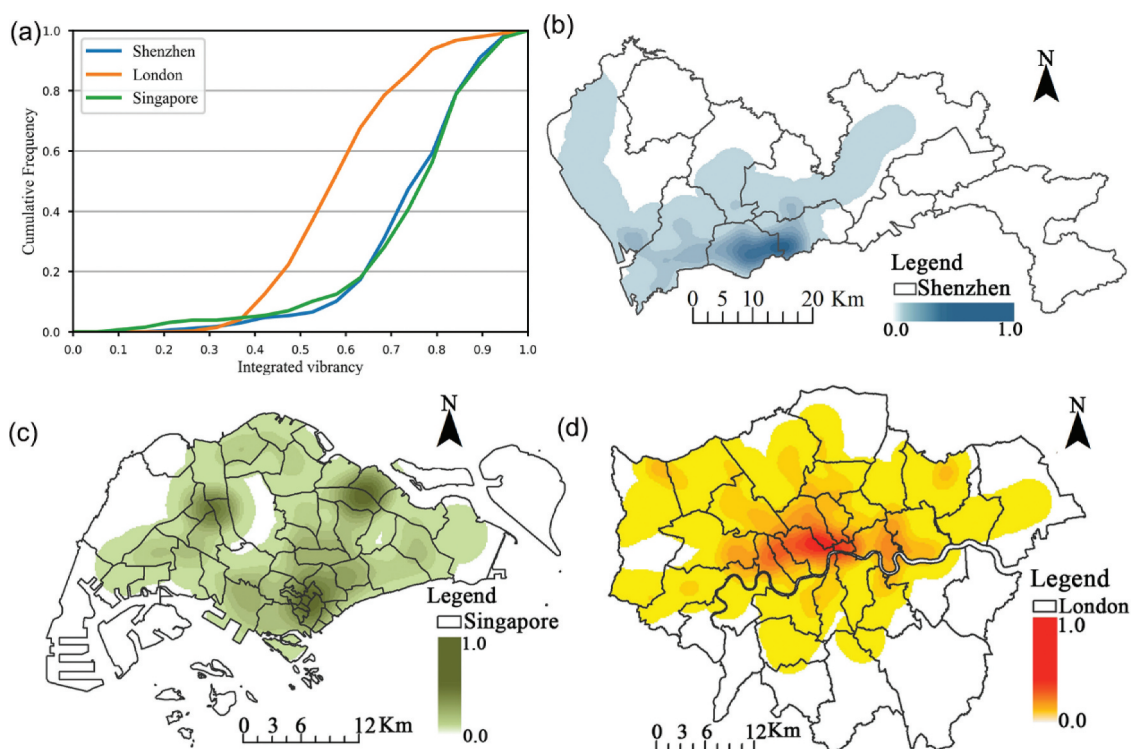 (a)
1.0
0.8
0.6
0.4
0.2
0.0
Cumulative Frequency
Shenzhen
London
Singapore
0.0 0.1 0.2 0.3 0.4 0.5 0.6 0.7 0.8 0.9 1.0
Integrated vibrancy
(b)
N
Legend
Shenzhen
0.0 1.0
0 5 10 20 Km
(c)
N
Legend
Singapore
1.0
0.0
0 3 6 12 Km
(d)
N
Legend
London
1.0
0.0
0 3 6 12 Km